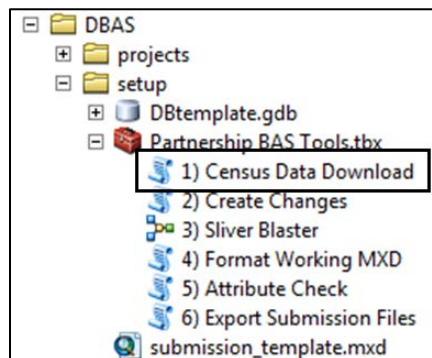 DBAS
projects
setup
DBtemplate.gdb
Partnership BAS Tools.tbx
1) Census Data Download
2) Create Changes
3) Sliver Blaster
4) Format Working MXD
5) Attribute Check
6) Export Submission Files
submission_template.mxd